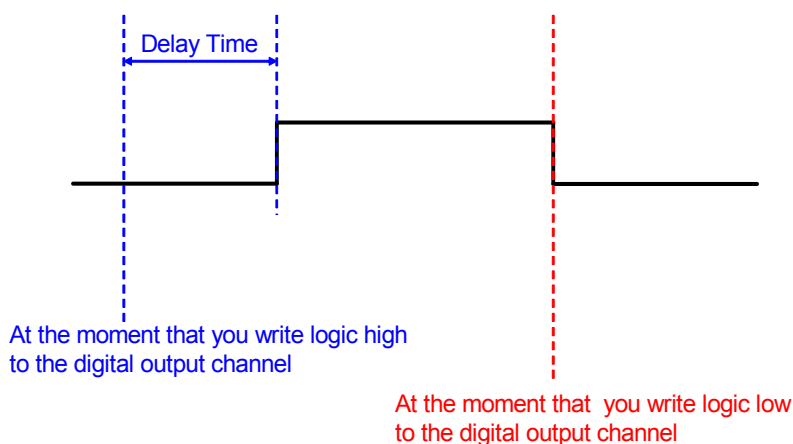 Delay Time
At the moment that you write logic high
to the digital output channel
At the moment that  you write logic low
to the digital output channel